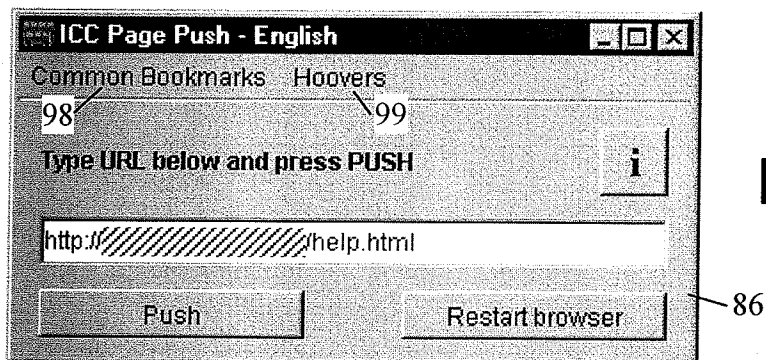 ICC Page Push - English
Common Bookmarks Hoovers
98 99
Type URL below and press PUSH
i
http:// /help.html
Push Restart browser
86